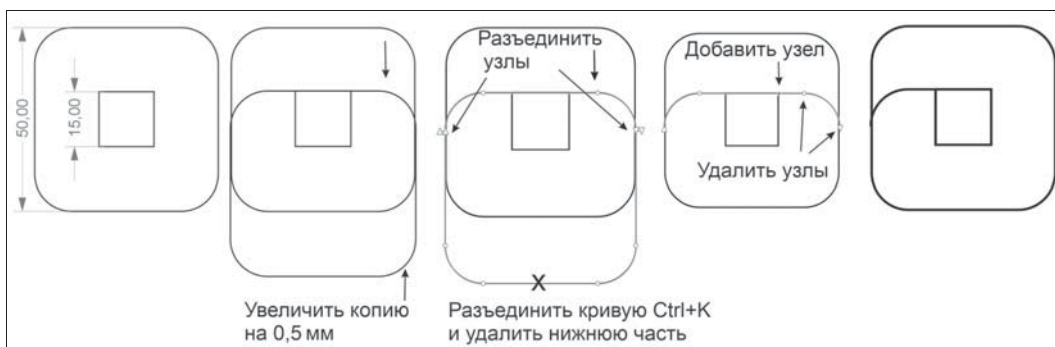 50,00
15,00
Увеличить копию
на 0,5 мм
Разъединить
узлы
X
Разъединить кривую Ctrl+K
и удалить нижнюю часть
Добавить узел
Удалить узлы